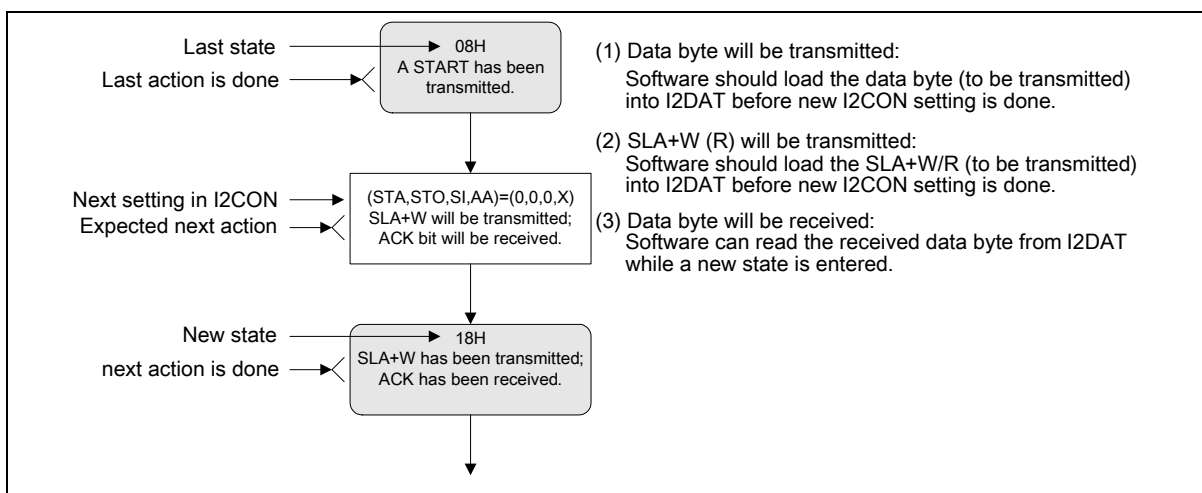 Last state
Last action is done
08H
A START has been
transmitted.
Next setting in I2CON
Expected next action
(STA,STO,SI,AA)=(0,0,0,X)
SLA+W will be transmitted;
ACK bit will be received.
New state
next action is done
18H
SLA+W has been transmitted;
ACK has been received.
(1) Data byte will be transmitted:
Software should load the data byte (to be transmitted)
into I2DAT before new I2CON setting is done.
(2) SLA+W (R) will be transmitted:
Software should load the SLA+W/R (to be transmitted)
into I2DAT before new I2CON setting is done.
(3) Data byte will be received:
Software can read the received data byte from I2DAT
while a new state is entered.